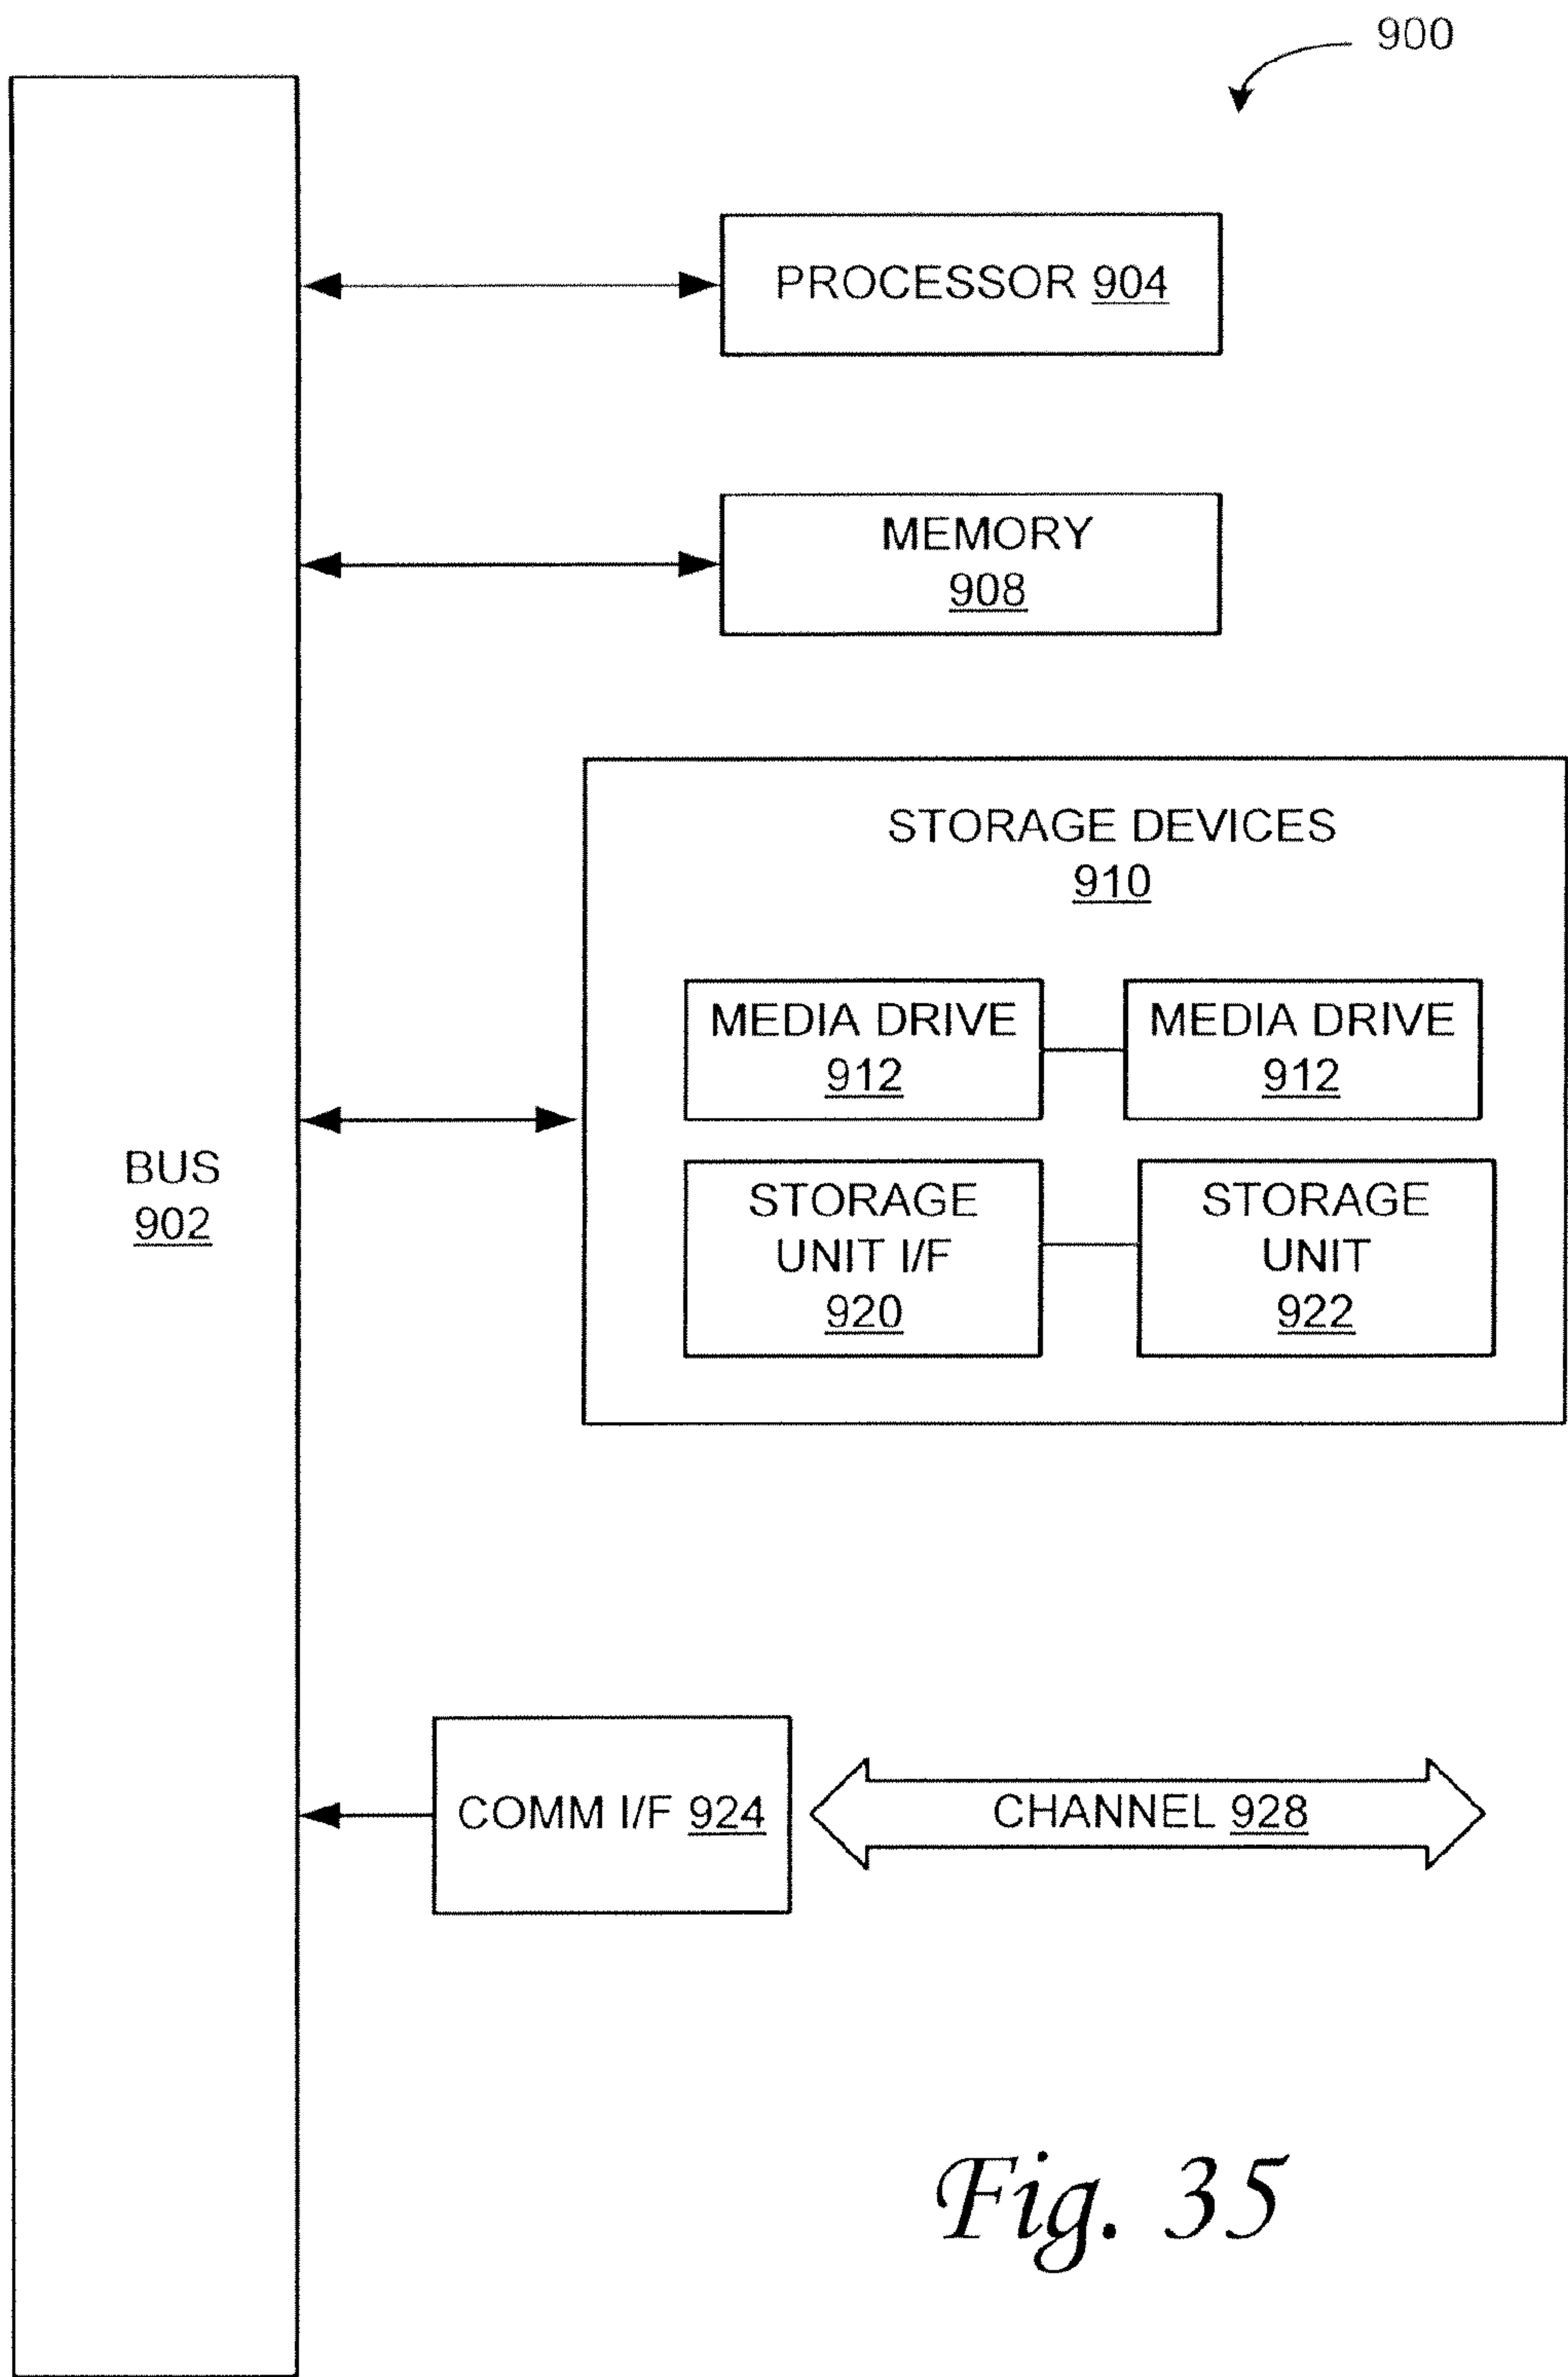 900
PROCESSOR 904
MEMORY
908
STORAGE DEVICES
910
MEDIA DRIVE
912
MEDIA DRIVE
912
BUS
902
STORAGE
UNIT I/F
920
STORAGE
UNIT
922
COMM I/F 924
CHANNEL 928
Fig. 35